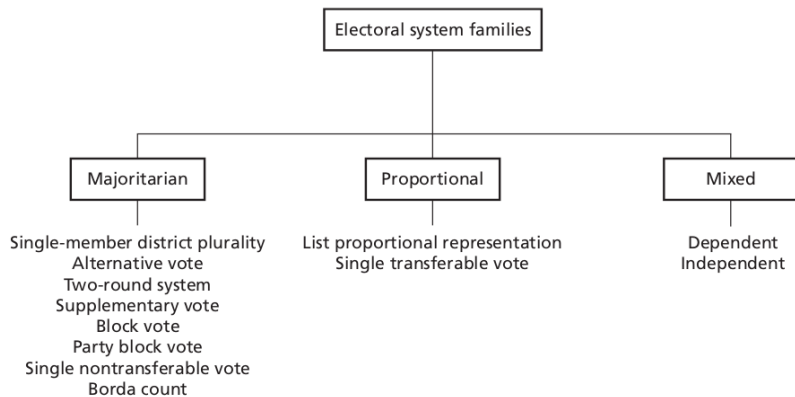 Electoral system families
Majoritarian
Proportional
Mixed
Single-member district plurality
Alternative vote
Two-round system
Supplementary vote
Block vote
Party block vote
Single nontransferable vote
Borda count
List proportional representation
Single transferable vote
Dependent
Independent